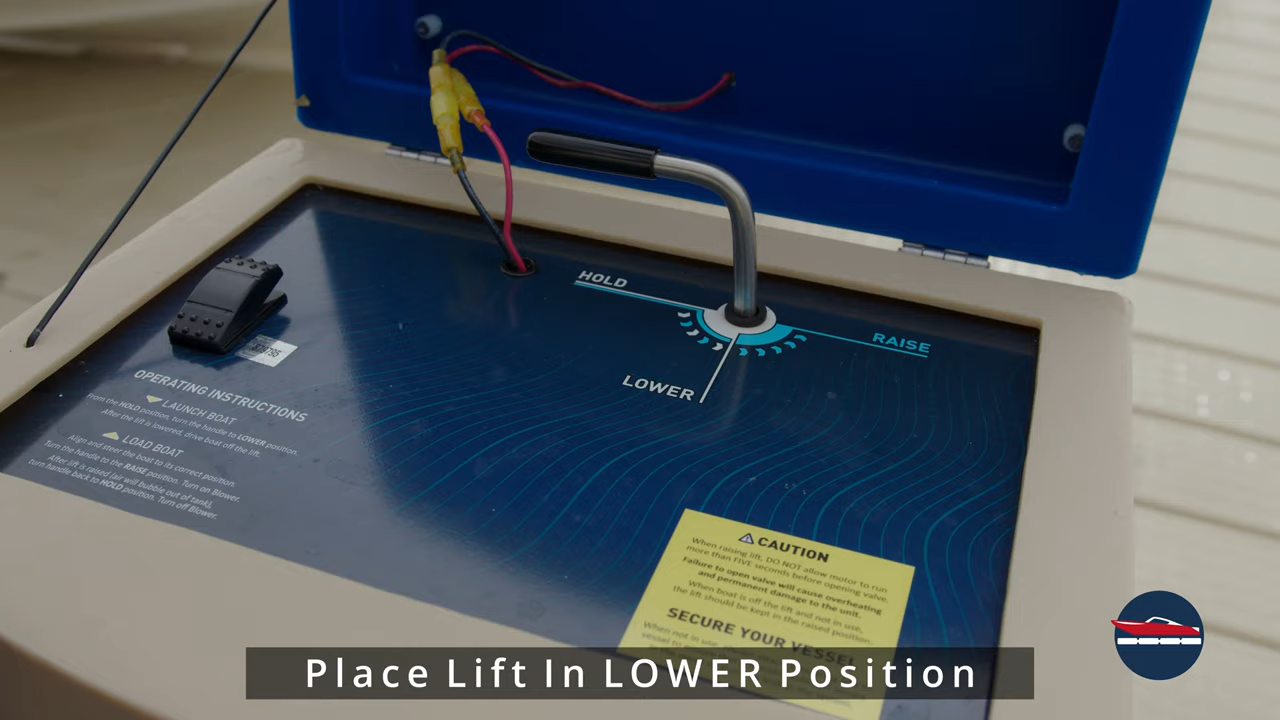 HOLD
RAISE
LOWER
OPERATING INSTRUCTIONS
LAUNCH BOAT
From the HOLD position, turn the handle to LOWER position.
After the lift is lowered, drive boat off the lift.
LOAD BOAT
Align and steer the boat to its correct position.
Turn the handle to the RAISE position. Turn on Blower.
After lift is raised (air will bubble out of tank),
turn handle back to HOLD position. Turn off Blower.
CAUTION
When raising lift, DO NOT allow motor to run
more than FIVE seconds before opening valve.
Failure to open valve will cause overheating
and permanent damage to the unit.
When boat is off the lift and not in use,
the lift should be kept in the raised position.
SECURE YOUR VESSEL
When not in use,
Place Lift In LOWER Position